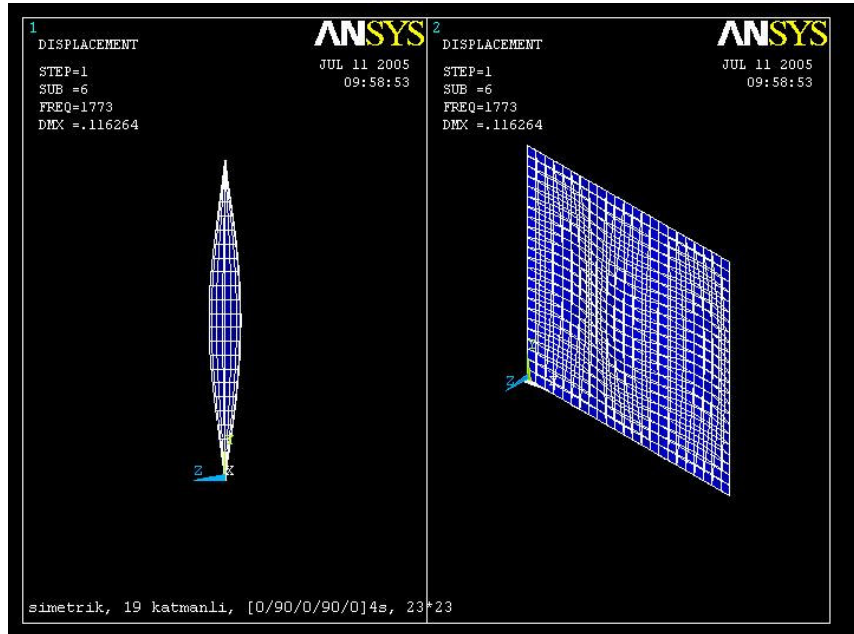 1
DISPLACEMENT
STEP=1
SUB =6
FREQ=1773
DMX =.116264
ANSYS
JUL 11 2005
09:58:53
Y
Z X
2
DISPLACEMENT
STEP=1
SUB =6
FREQ=1773
DMX =.116264
ANSYS
JUL 11 2005
09:58:53
Z
simetrik, 19 katmanli, [0/90/0/90/0]4s, 23*23